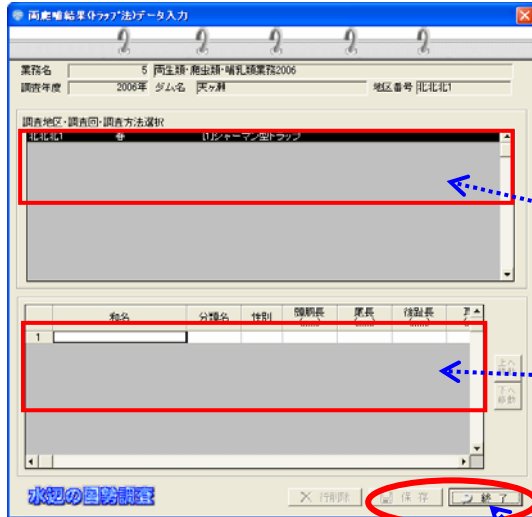 両爬哺結果(トラップ法)データ入力
業務名 5 両生類・爬虫類・哺乳類業務2006
調査年度 2006年 ダム名 天ヶ瀬 地区番号 北北北1
調査地区・調査回・調査方法選択
北北北1 春 [1]シャーマン型トラップ
和名 分類名 性別 頭胴長 尾長 後趾長
1
上へ移動
下へ移動
水辺の国勢調査 行削除 保存 終了